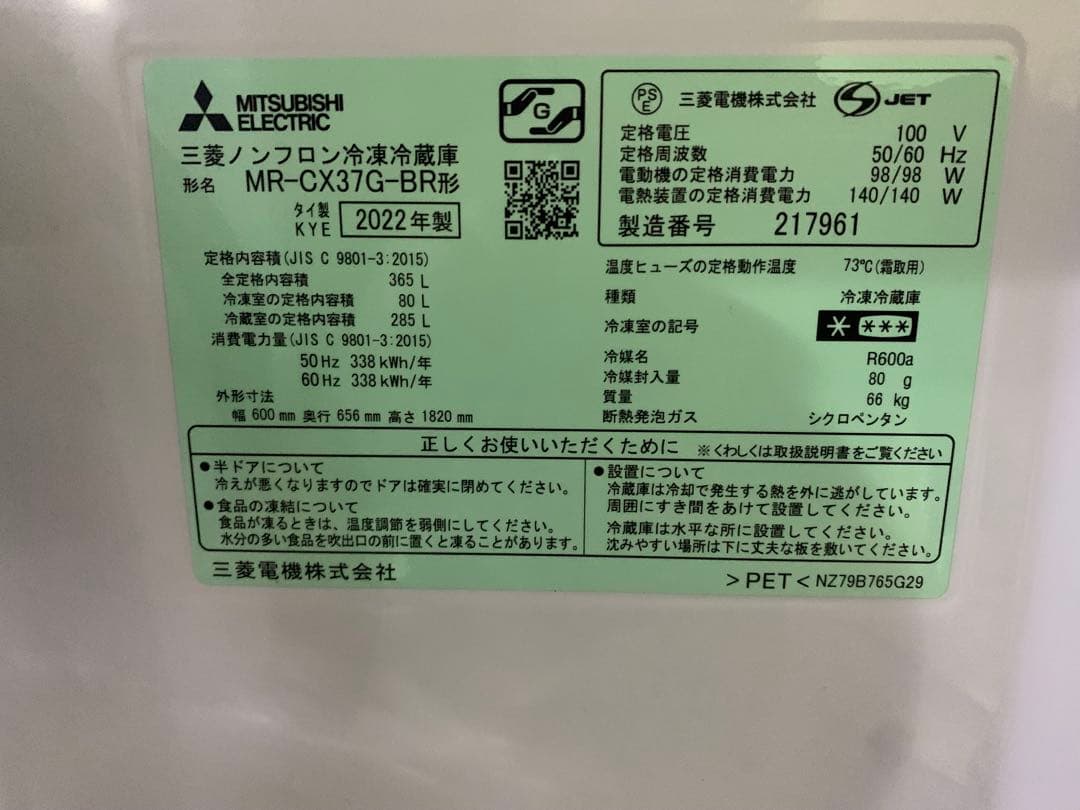 MITSUBISHI
ELECTRIC
三菱ノンフロン冷凍冷蔵庫
形名 MR-CX37G-BR形
タイ製
KYE 2022年製
定格内容積(JIS C 9801-3:2015)
全定格内容積 365 L
冷凍室の定格内容積 80 L
冷蔵室の定格内容積 285 L
消費電力量(JIS C 9801-3:2015)
50Hz 338kWh/年
60Hz 338kWh/年
外形寸法
幅 600mm 奥行 656mm 高さ 1820mm
G
PSE 三菱電機株式会社 S JET
定格電圧 100 V
定格周波数 50/60 Hz
電動機の定格消費電力 98/98 W
電熱装置の定格消費電力 140/140 W
製造番号 217961
温度ヒューズの定格動作温度 73℃(霜取用)
種類 冷凍冷蔵庫
冷凍室の記号 * ***
冷媒名 R600a
冷媒封入量 80 g
質量 66 kg
断熱発泡ガス シクロペンタン
正しくお使いいただくために ※くわしくは取扱説明書をご覧ください
●半ドアについて
冷えが悪くなりますのでドアは確実に閉めてください。
●食品の凍結について
食品が凍るときは、温度調節を弱側にしてください。
水分の多い食品を吹出口の前に置くと凍ることがあります。
●設置について
冷蔵庫は冷却で発生する熱を外に逃がしています。
周囲にすき間をあけて設置してください。
冷蔵庫は水平な所に設置してください。
沈みやすい場所は下に丈夫な板を敷いてください。
三菱電機株式会社
>PET< NZ79B765G29